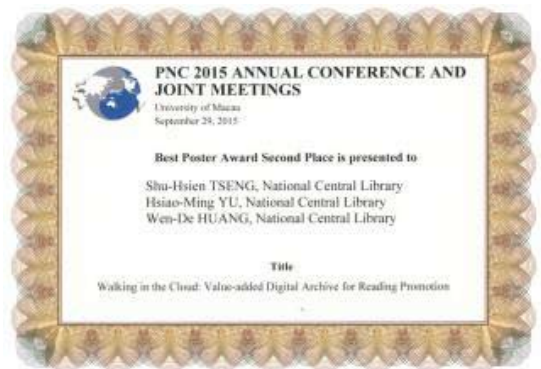 PNC 2015 ANNUAL CONFERENCE AND
JOINT MEETINGS
University of Macau
September 29, 2015
Best Poster Award Second Place is presented to
Shu-Hsien TSENG, National Central Library
Hsiao-Ming YU, National Central Library
Wen-De HUANG, National Central Library
Title
Walking in the Cloud: Value-added Digital Archive for Reading Promotion